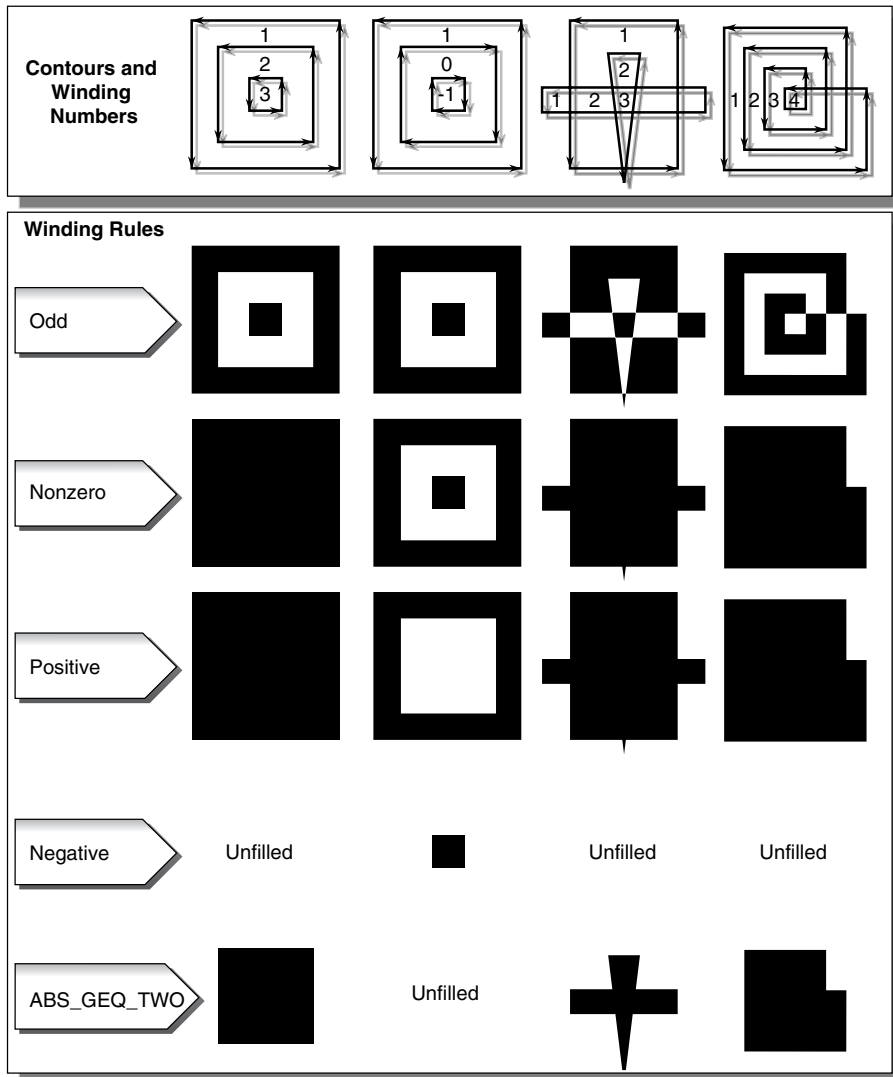 Contours and
Winding
Numbers
1
2
3
1
0
-1
1
2
1 2 3
1 2 3 4
Winding Rules
Odd
Nonzero
Positive
Negative
Unfilled
Unfilled
Unfilled
ABS_GEQ_TWO
Unfilled